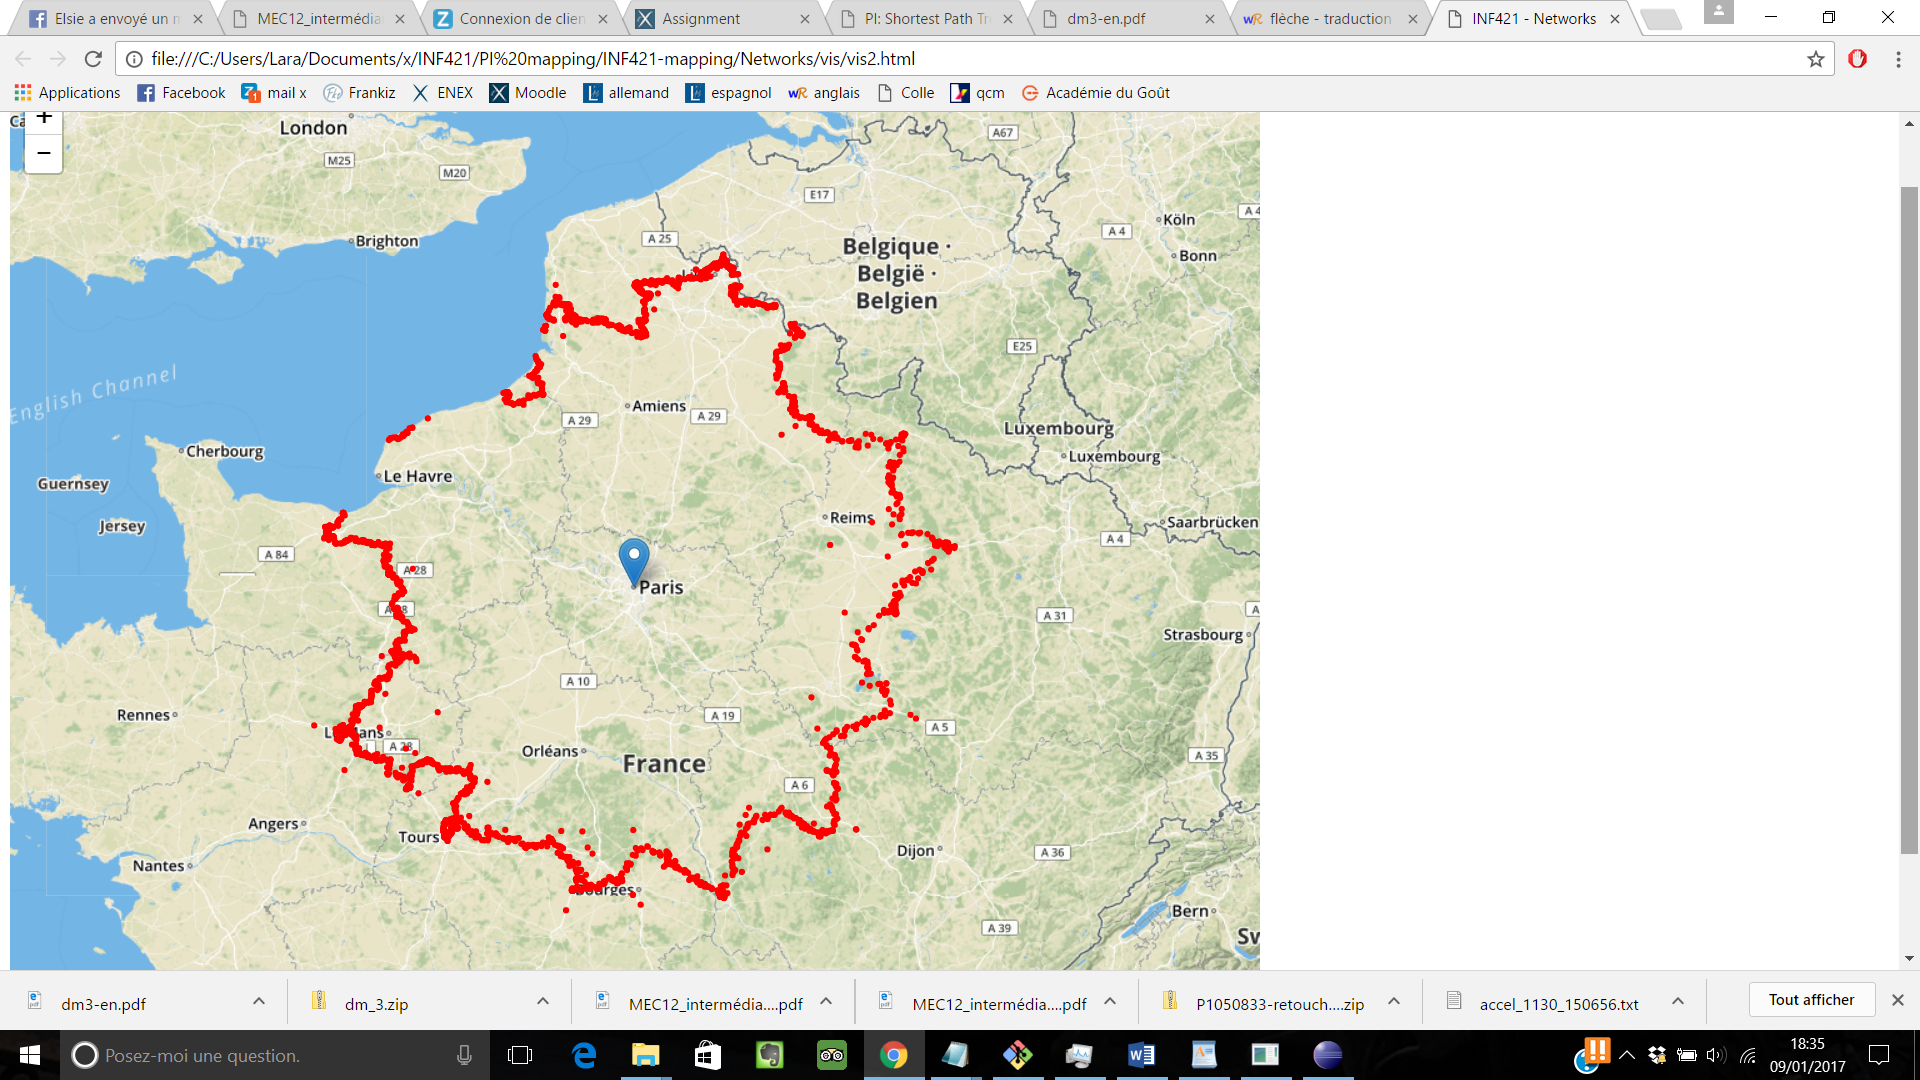 Elsie a envoyé un m
MEC12_intermédia
Connexion de clien
Assignment
PI: Shortest Path Tr
dm3-en.pdf
flèche - traduction
INF421 - Networks
file:///C:/Users/Lara/Documents/x/INF421/PI%20mapping/INF421-mapping/Networks/vis/vis2.html
Applications
Facebook
mail x
Frankiz
ENEX
Moodle
allemand
espagnol
anglais
Colle
qcm
Académie du Goût
+
−
London
M25
M20
A67
E17
Köln
A 4
A 4
Bonn
Brighton
A 25
Belgique ·
België ·
Belgien
E25
English Channel
Amiens
A 29
A 29
Luxembourg
Luxembourg
Cherbourg
Le Havre
Guernsey
Jersey
Reims
Saarbrücken
A 84
A 28
A 4
Paris
A 31
Strasbourg
A 10
Rennes
A 19
A 5
A 28
Orléans
France
A 35
A 6
Angers
Tours
Nantes
Dijon
A 36
Bourges
Bern
A 39
Sw
dm3-en.pdf
dm_3.zip
MEC12_intermédia....pdf
MEC12_intermédia....pdf
P1050833-retouch....zip
accel_1130_150656.txt
Tout afficher
Posez-moi une question.
18:35
09/01/2017